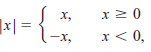 |x| = { x, x ≥ 0
−x, x < 0,